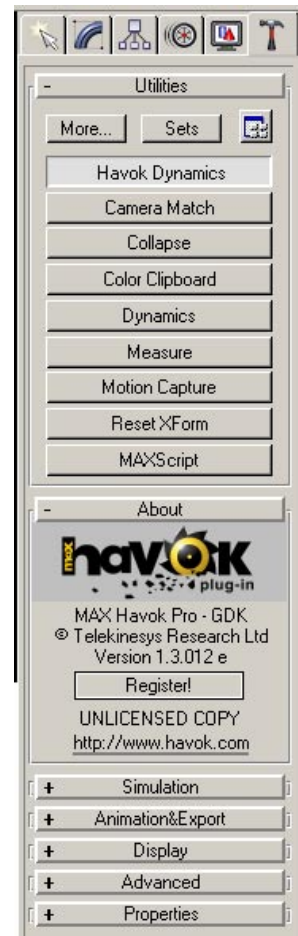 - Utilities
More... Sets
Havok Dynamics
Camera Match
Collapse
Color Clipboard
Dynamics
Measure
Motion Capture
Reset XForm
MAXScript
- About
max havok
plug-in
MAX Havok Pro - GDK
© Telekinesys Research Ltd
Version 1.3.012 e
Register!
UNLICENSED COPY
http://www.havok.com
+ Simulation
+ Animation&Export
+ Display
+ Advanced
+ Properties